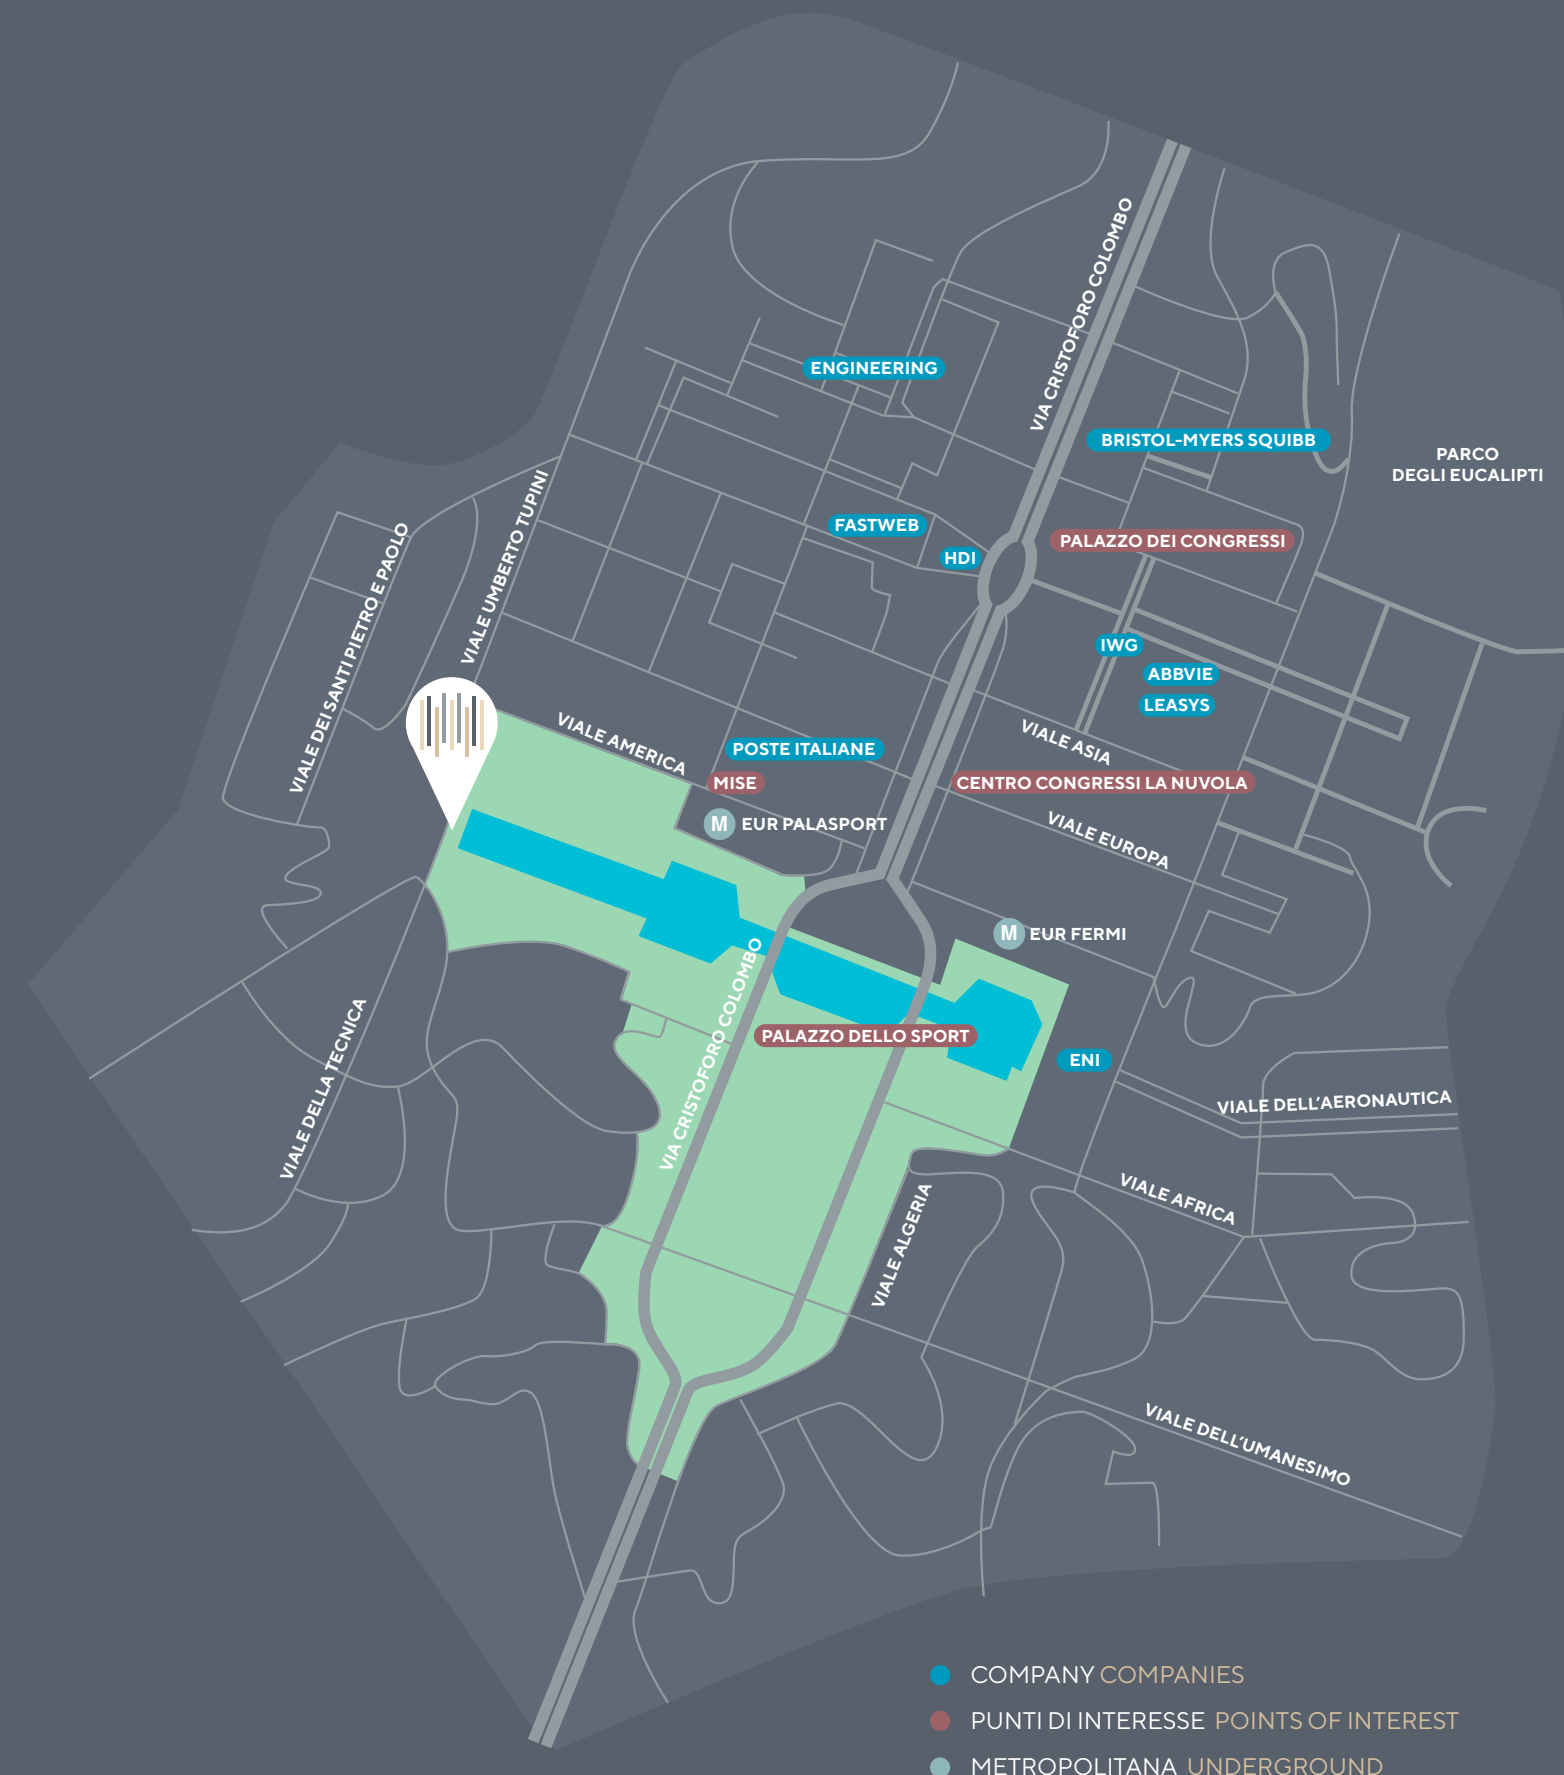 VIA CRISTOFORO COLOMBO
ENGINEERING
BRISTOL-MYERS SQUIBB
PARCO
DEGLI EUCALIPTI
VIALE UMBERTO TUPINI
VIALE DEI SANTI PIETRO E PAOLO
FASTWEB
HDI
PALAZZO DEI CONGRESSI
IWG
ABBVIE
LEASYS
VIALE AMERICA
POSTE ITALIANE
VIALE ASIA
MISE
CENTRO CONGRESSI LA NUVOLA
M EUR PALASPORT
VIALE EUROPA
M EUR FERMI
VIA CRISTOFORO COLOMBO
PALAZZO DELLO SPORT
ENI
VIALE DELLA TECNICA
VIALE DELL'AERONAUTICA
VIALE AFRICA
VIALE ALGERIA
VIALE DELL'UMANESIMO
COMPANY COMPANIES
PUNTI DI INTERESSE POINTS OF INTEREST
METROPOLITANA UNDERGROUND